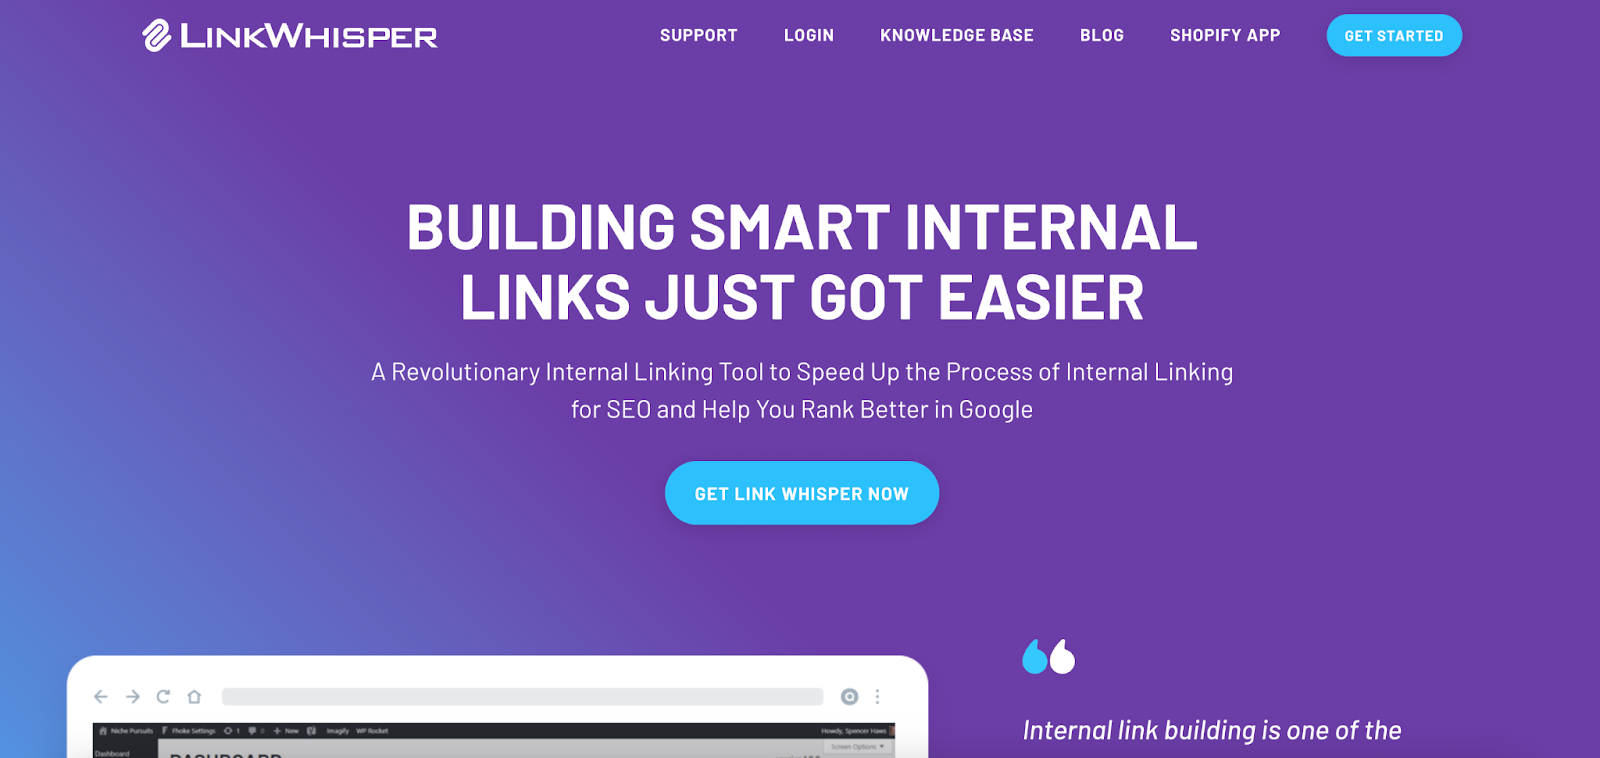 LINKWHISPER
SUPPORT LOGIN KNOWLEDGE BASE BLOG SHOPIFY APP GET STARTED
BUILDING SMART INTERNAL
LINKS JUST GOT EASIER
A Revolutionary Internal Linking Tool to Speed Up the Process of Internal Linking
for SEO and Help You Rank Better in Google
GET LINK WHISPER NOW
Internal link building is one of the
Niche Pursuits Fhoke Settings 1 0 New Imagify WP Rocket Howdy, Spencer Haws
Dashboard Screen Options
DASHBOARD